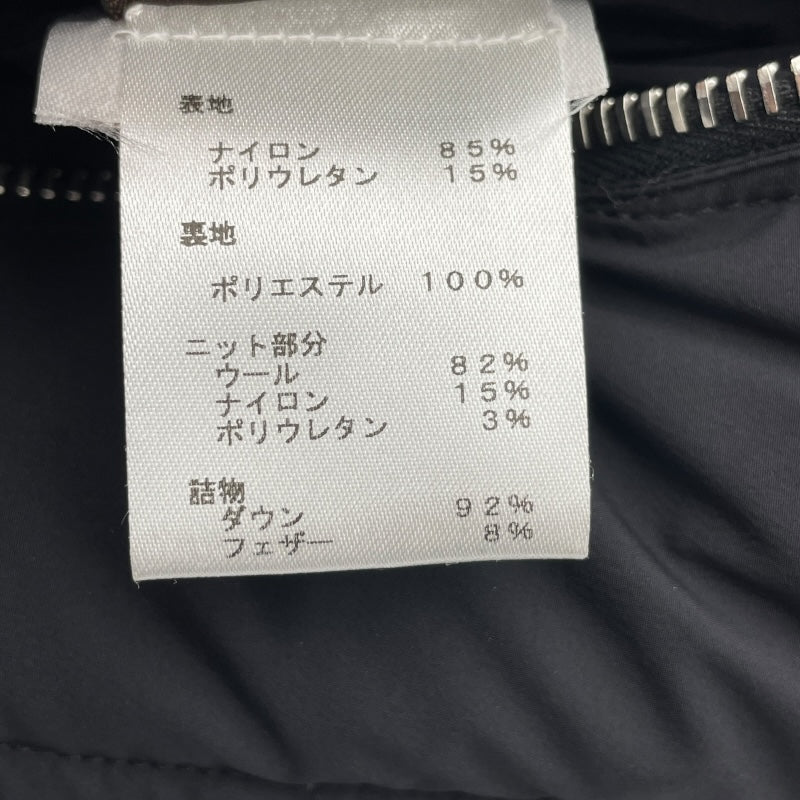 表地
ナイロン 85%
ポリウレタン 15%
裏地
ポリエステル 100%
ニット部分
ウール 82%
ナイロン 15%
ポリウレタン 3%
詰物
ダウン 92%
フェザー 8%